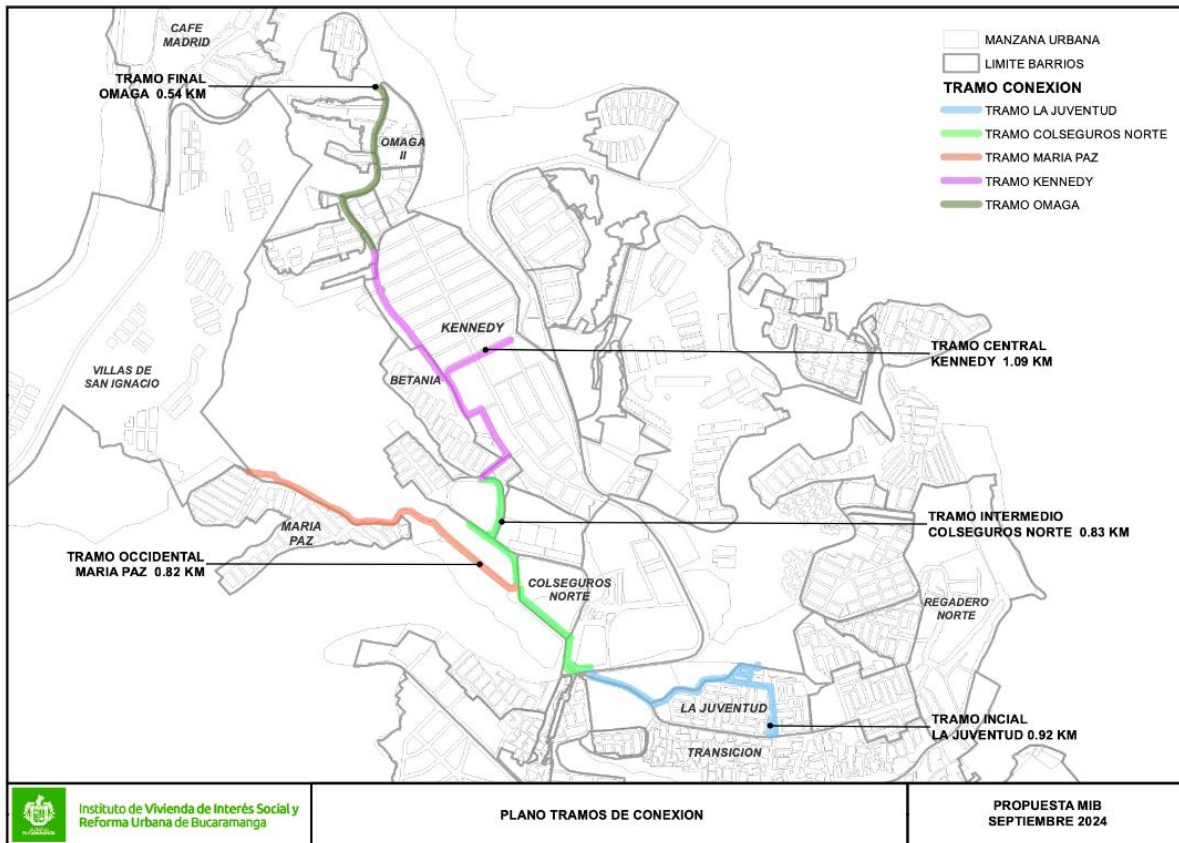 CAFE
MADRID
TRAMO FINAL
OMAGA 0.54 KM
OMAGA
II
MANZANA URBANA
LIMITE BARRIOS
TRAMO CONEXION
TRAMO LA JUVENTUD
TRAMO COLSEGUROS NORTE
TRAMO MARIA PAZ
TRAMO KENNEDY
TRAMO OMAGA
KENNEDY
TRAMO CENTRAL
KENNEDY 1.09 KM
VILLAS DE
SAN IGNACIO
BETANIA
MARIA
PAZ
TRAMO OCCIDENTAL
MARIA PAZ 0.82 KM
TRAMO INTERMEDIO
COLSEGUROS NORTE 0.83 KM
COLSEGUROS
NORTE
REGADERO
NORTE
LA JUVENTUD
TRAMO INCIAL
LA JUVENTUD 0.92 KM
TRANSICION
Instituto de Vivienda de Interés Social y
Reforma Urbana de Bucaramanga
PLANO TRAMOS DE CONEXION
PROPUESTA MIB
SEPTIEMBRE 2024